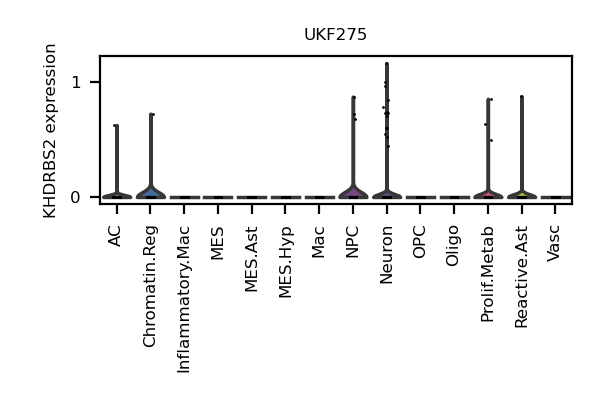 UKF275
KHDRBS2 expression
1
0
AC
Chromatin.Reg
Inflammatory.Mac
MES
MES.Ast
MES.Hyp
Mac
NPC
Neuron
OPC
Oligo
Prolif.Metab
Reactive.Ast
Vasc